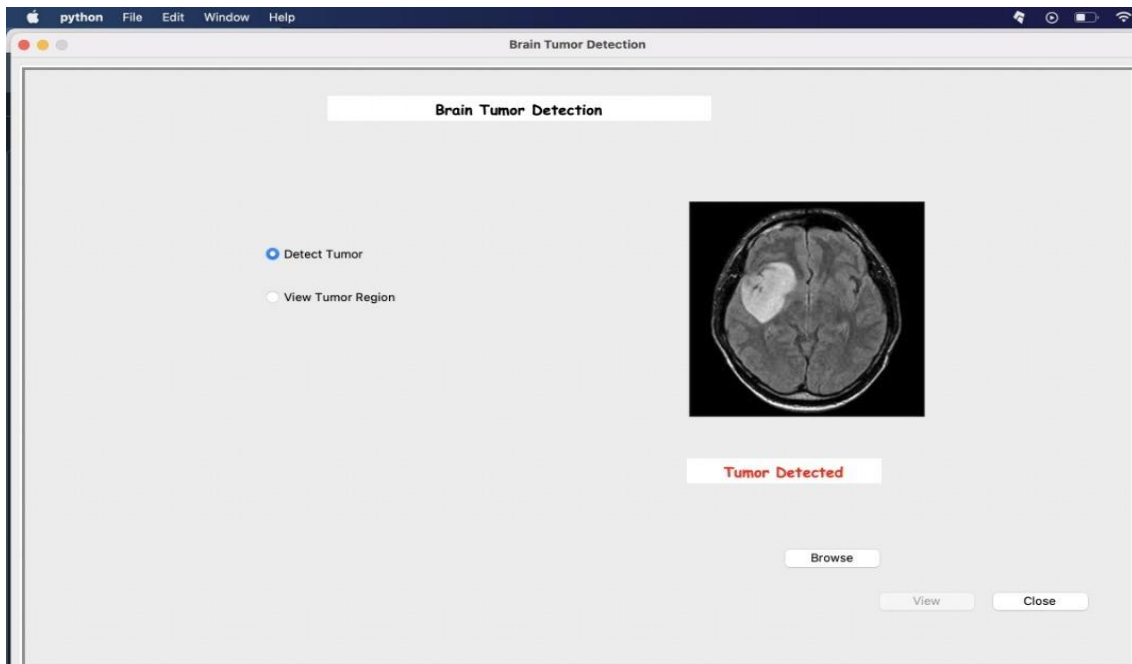 python File Edit Window Help
Brain Tumor Detection
Brain Tumor Detection
Detect Tumor
View Tumor Region
Tumor Detected
Browse
View Close